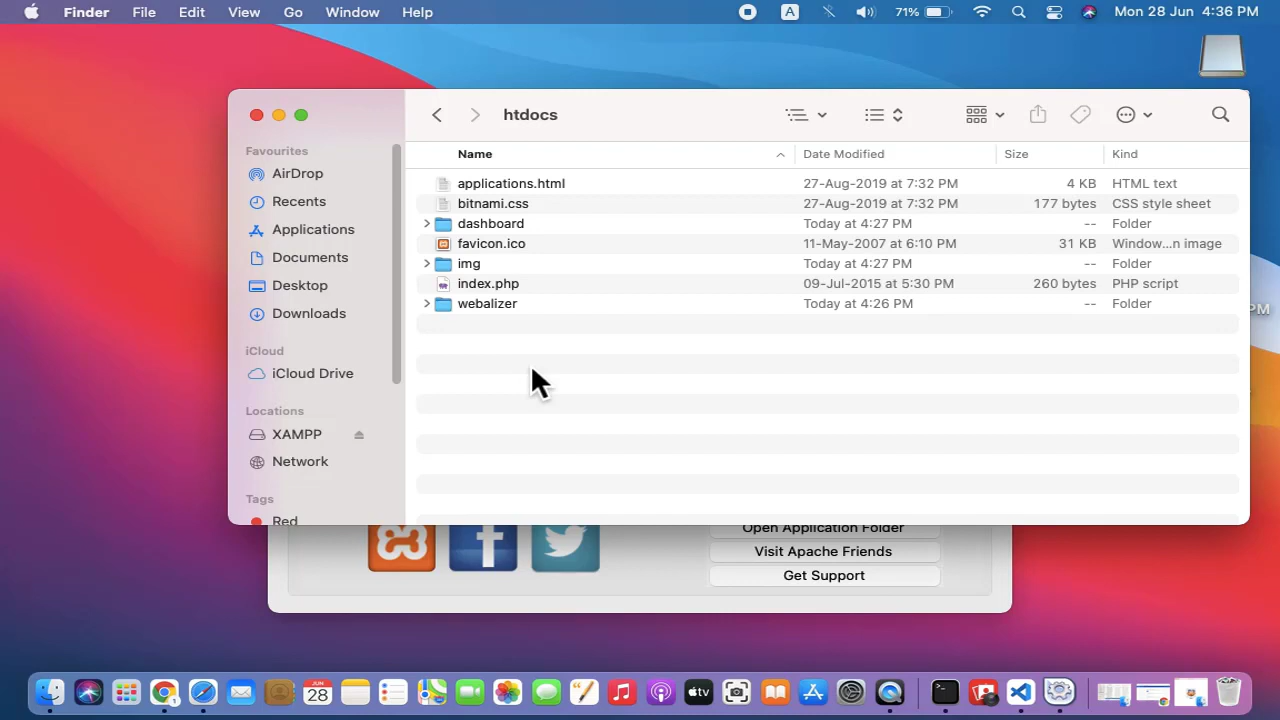 Finder File Edit View Go Window Help A 71% Mon 28 Jun 4:36 PM
htdocs
Favourites
AirDrop
Recents
Applications
Documents
Desktop
Downloads
iCloud
iCloud Drive
Locations
XAMPP
Network
Tags
Red
Name Date Modified Size Kind
applications.html 27-Aug-2019 at 7:32 PM 4 KB HTML text
bitnami.css 27-Aug-2019 at 7:32 PM 177 bytes CSS style sheet
dashboard Today at 4:27 PM -- Folder
favicon.ico 11-May-2007 at 6:10 PM 31 KB Window...n image
img Today at 4:27 PM -- Folder
index.php 09-Jul-2015 at 5:30 PM 260 bytes PHP script
webalizer Today at 4:26 PM -- Folder
PM
Open Application Folder
Visit Apache Friends
Get Support
JUN
28
tv